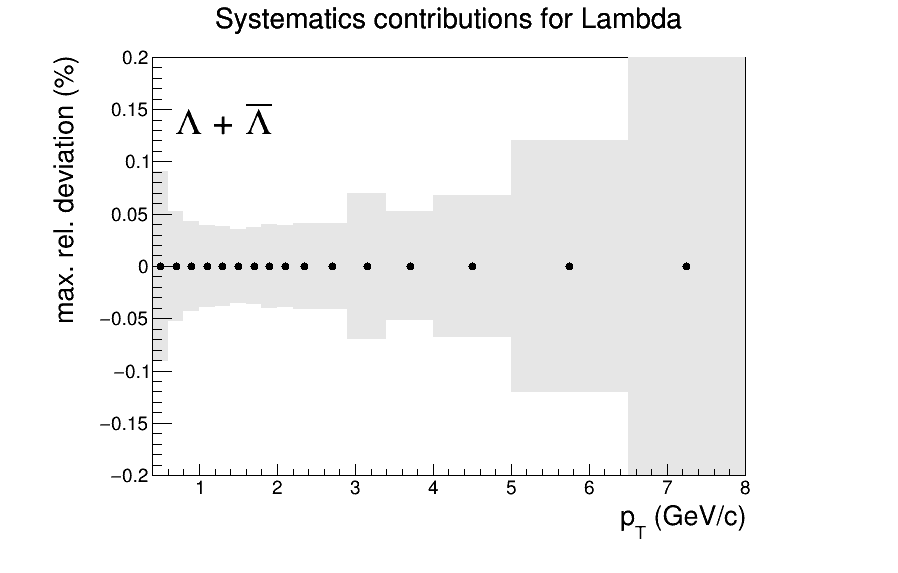 Systematics contributions for Lambda
max. rel. deviation (%)
0.2
0.15
0.1
0.05
0
−0.05
−0.1
−0.15
−0.2
Λ + Λ̅
1 2 3 4 5 6 7 8
p_T (GeV/c)